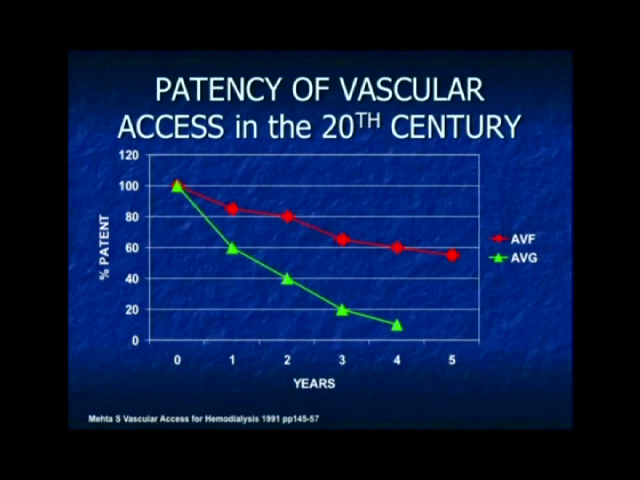 PATENCY OF VASCULAR
ACCESS in the 20TH CENTURY
120
100
80
60
40
20
0
% PATENT
0 1 2 3 4 5
YEARS
AVF
AVG
Mehta S Vascular Access for Hemodialysis 1991 pp145-57